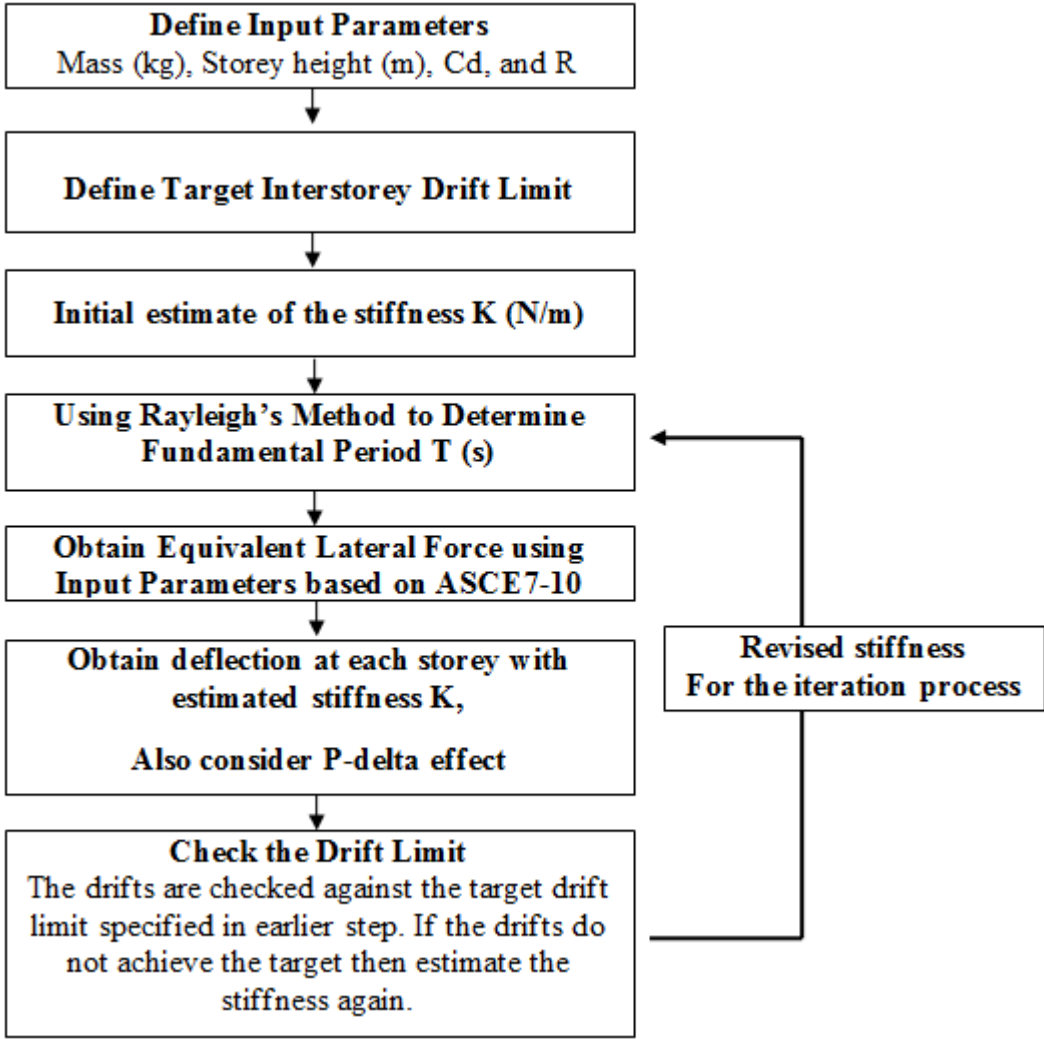 Define Input Parameters
Mass (kg), Storey height (m), Cd, and R
Define Target Interstorey Drift Limit
Initial estimate of the stiffness K (N/m)
Using Rayleigh's Method to Determine
Fundamental Period T (s)
Obtain Equivalent Lateral Force using
Input Parameters based on ASCE7-10
Obtain deflection at each storey with
estimated stiffness K,
Also consider P-delta effect
Check the Drift Limit
The drifts are checked against the target drift
limit specified in earlier step. If the drifts do
not achieve the target then estimate the
stiffness again.
Revised stiffness
For the iteration process